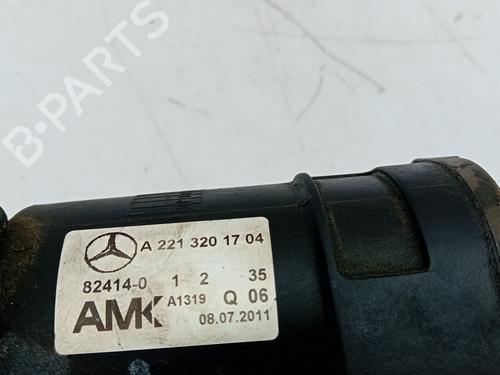 B-PARTS
A 221 320 17 04
82414-0 1 2 35
AMK A1319 Q 06
08.07.2011